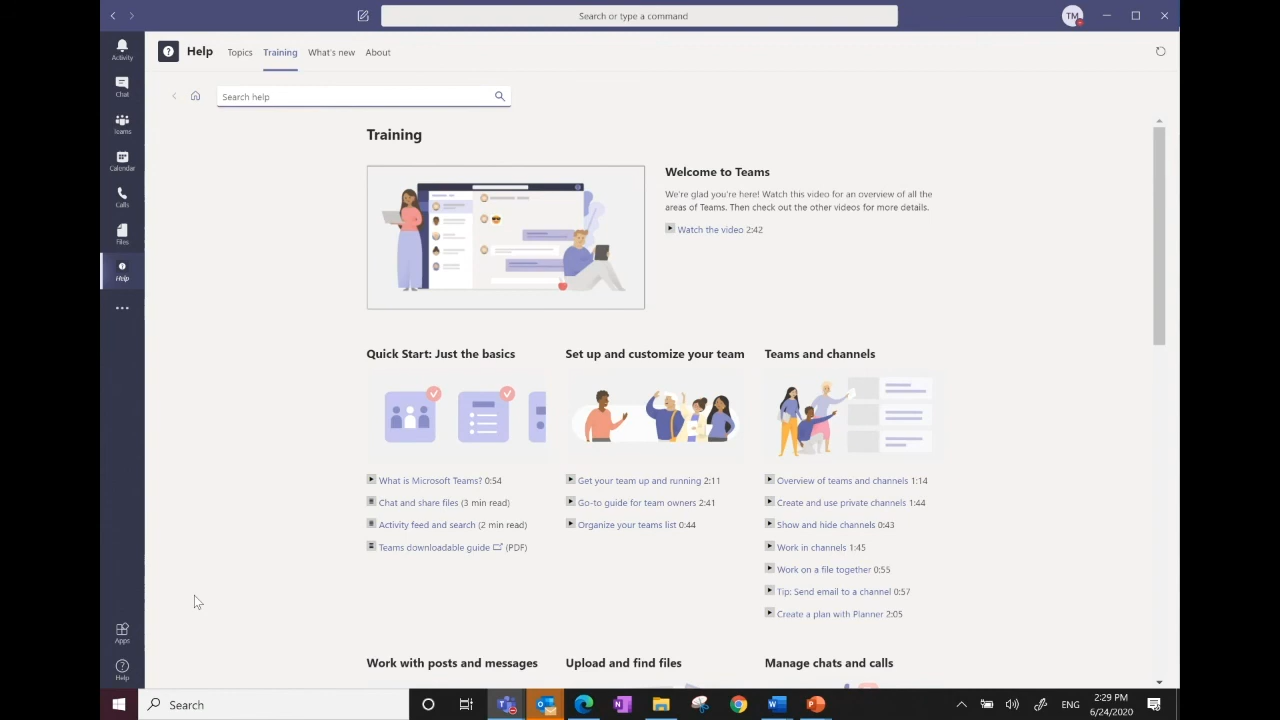 Search or type a command
TM
Activity
Chat
Teams
Calendar
Calls
Files
Help
Apps
Help
Help
Topics
Training
What's new
About
Search help
Training
Welcome to Teams
We're glad you're here! Watch this video for an overview of all the
areas of Teams. Then check out the other videos for more details.
Watch the video 2:42
Quick Start: Just the basics
What is Microsoft Teams? 0:54
Chat and share files (3 min read)
Activity feed and search (2 min read)
Teams downloadable guide (PDF)
Set up and customize your team
Get your team up and running 2:11
Go-to guide for team owners 2:41
Organize your teams list 0:44
Teams and channels
Overview of teams and channels 1:14
Create and use private channels 1:44
Show and hide channels 0:43
Work in channels 1:45
Work on a file together 0:55
Tip: Send email to a channel 0:57
Create a plan with Planner 2:05
Work with posts and messages
Upload and find files
Manage chats and calls
Search
ENG
2:29 PM
6/24/2020